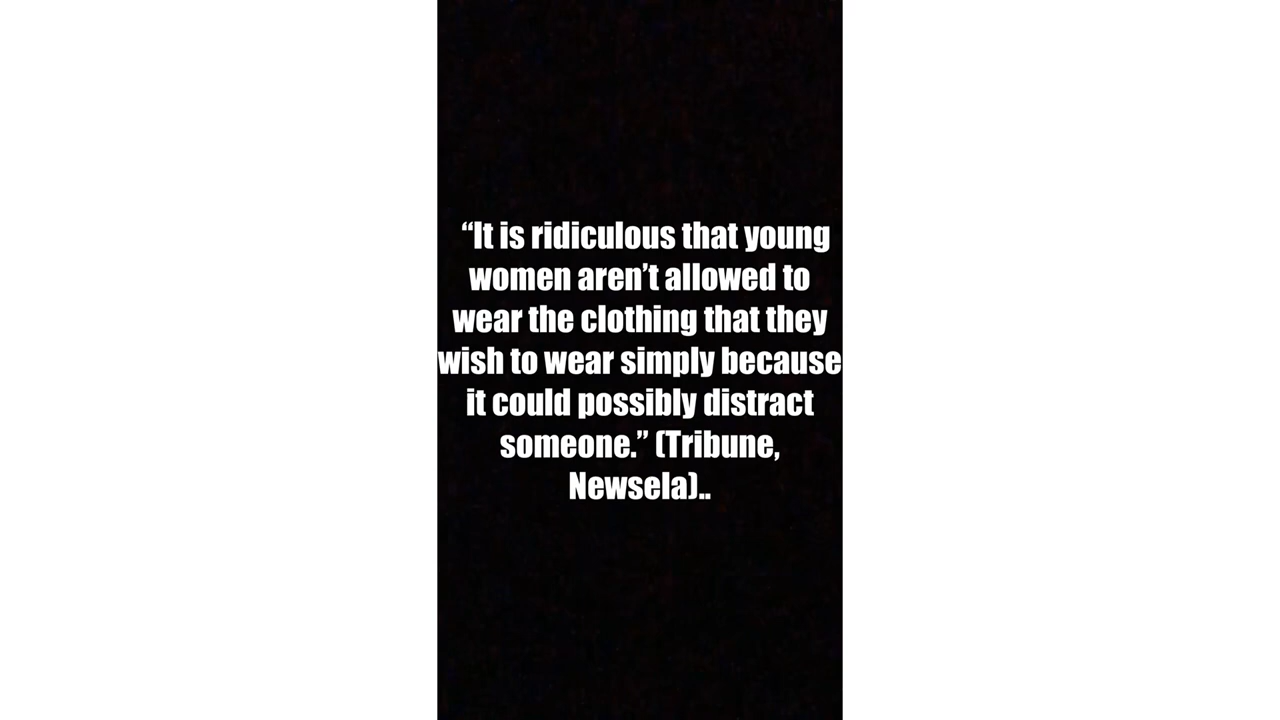 “It is ridiculous that young
women aren’t allowed to
wear the clothing that they
wish to wear simply because
it could possibly distract
someone.” (Tribune,
Newsela)..